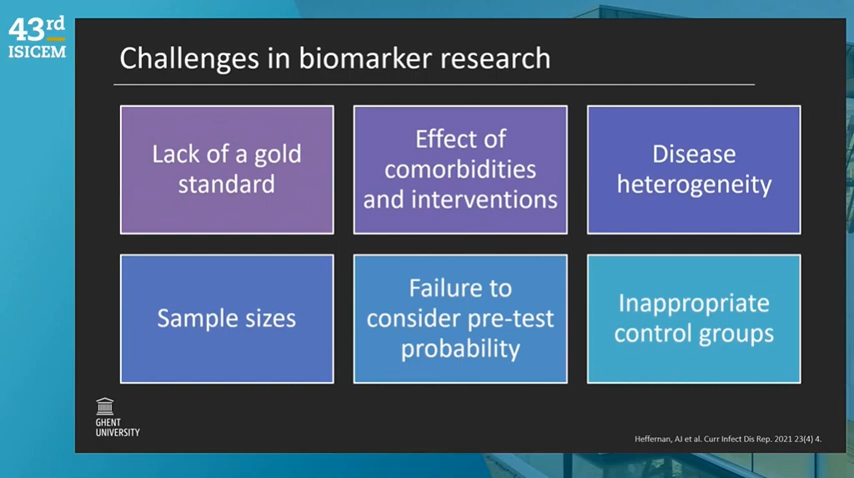 43rd
ISICEM
Challenges in biomarker research
Lack of a gold
standard
Effect of
comorbidities
and interventions
Disease
heterogeneity
Sample sizes
Failure to
consider pre-test
probability
Inappropriate
control groups
GHENT
UNIVERSITY
Heffernan, AJ et al. Curr Infect Dis Rep. 2021 23(4) 4.